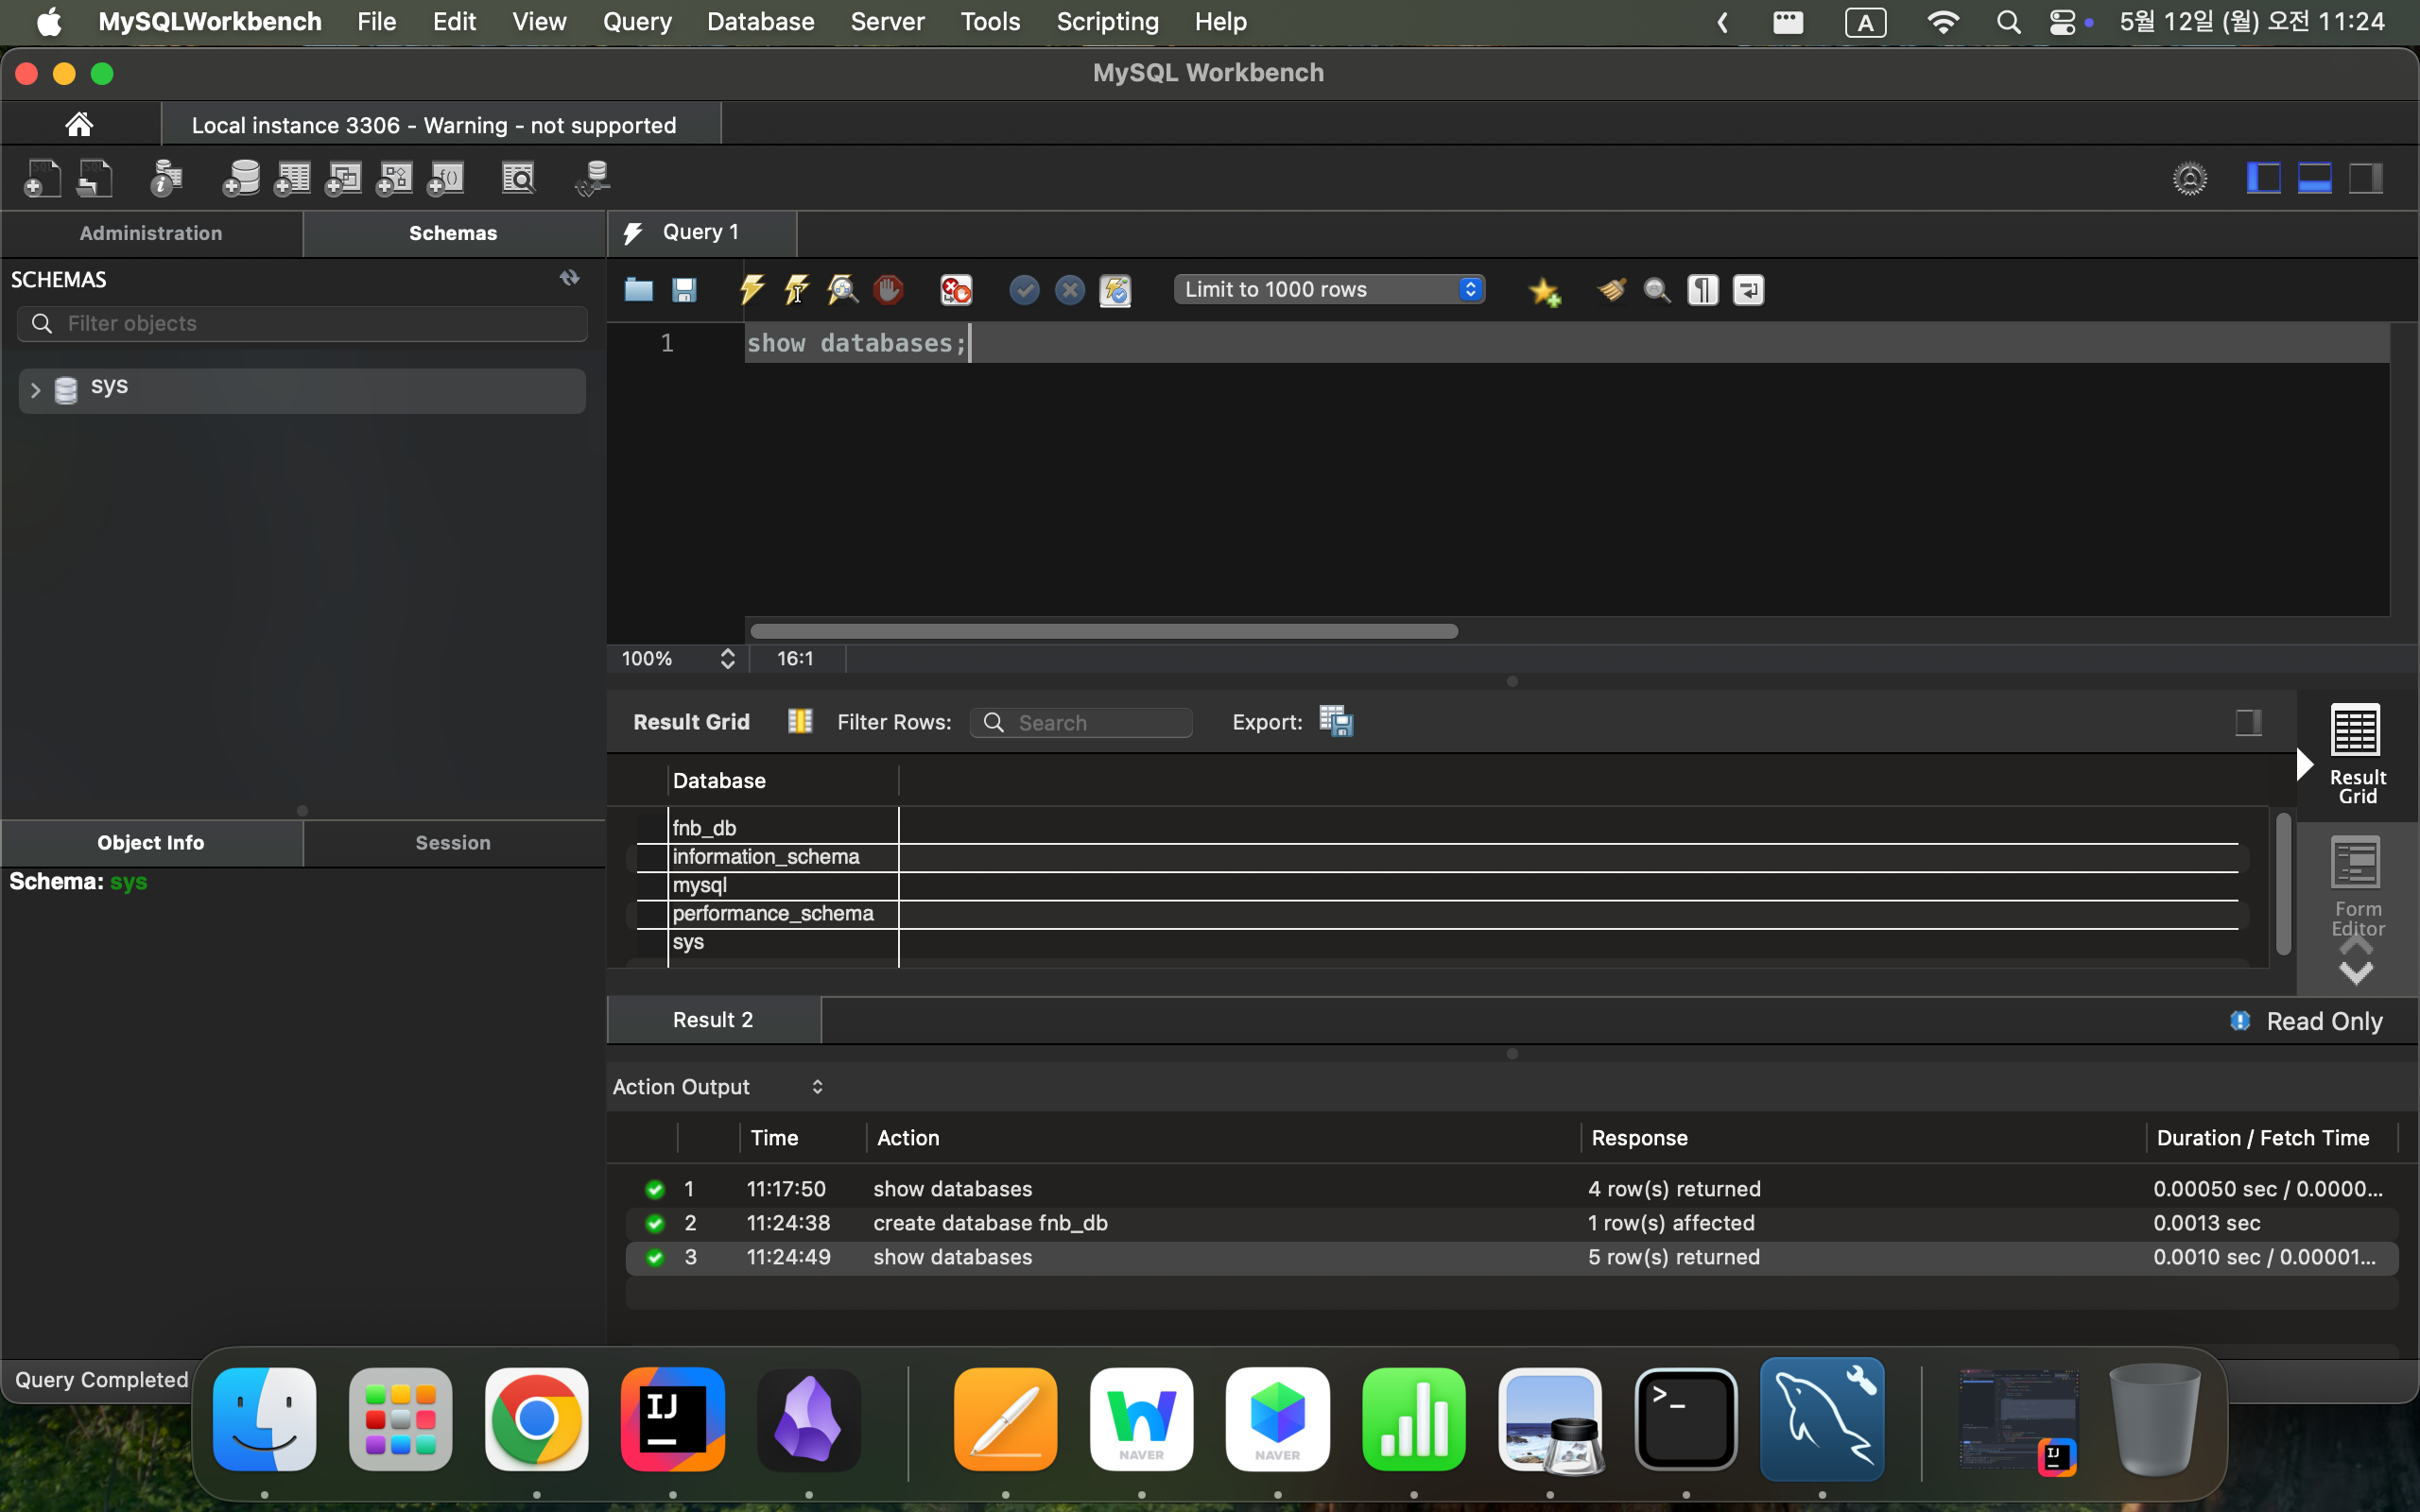 MySQLWorkbench File Edit View Query Database Server Tools Scripting Help A 5월 12일 (월) 오전 11:24
MySQL Workbench
Local instance 3306 - Warning - not supported
Administration Schemas
Query 1
SCHEMAS
Filter objects
sys
Limit to 1000 rows
1 show databases;
100% 16:1
Result Grid Filter Rows: Search Export:
Result
Grid
Form
Editor
Database
fnb_db
information_schema
mysql
performance_schema
sys
Object Info Session
Schema: sys
Result 2 Read Only
Action Output
Time Action Response Duration / Fetch Time
1 11:17:50 show databases 4 row(s) returned 0.00050 sec / 0.0000...
2 11:24:38 create database fnb_db 1 row(s) affected 0.0013 sec
3 11:24:49 show databases 5 row(s) returned 0.0010 sec / 0.00001...
Query Completed
IJ
NAVER
NAVER
>_
IJ